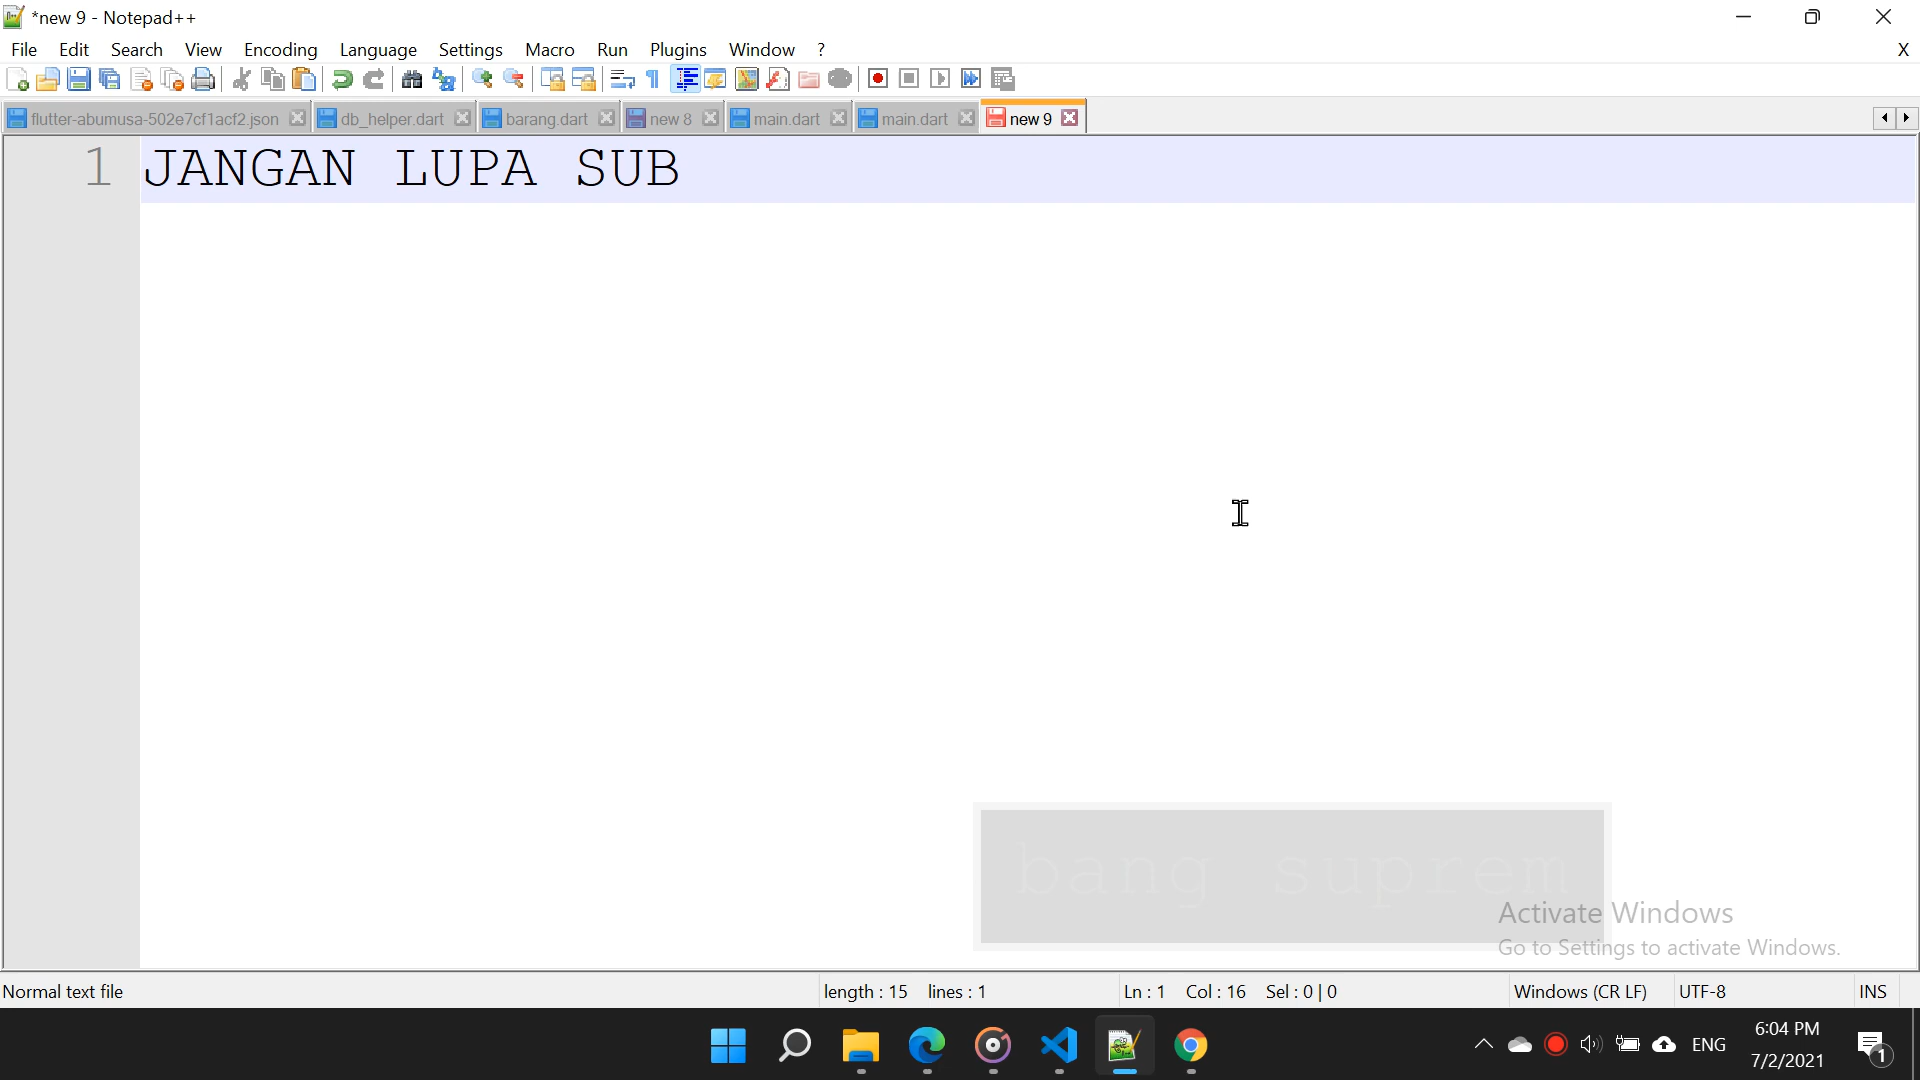 *new 9 - Notepad++
File Edit Search View Encoding Language Settings Macro Run Plugins Window ? X
flutter-abumusa-502e7cf1acf2.json db_helper.dart barang.dart new 8 main.dart main.dart new 9
1 JANGAN LUPA SUB
bang suprem
Activate Windows
Go to Settings to activate Windows.
Normal text file length : 15 lines : 1 Ln : 1 Col : 16 Sel : 0 | 0 Windows (CR LF) UTF-8 INS
ENG 6:04 PM
7/2/2021 1